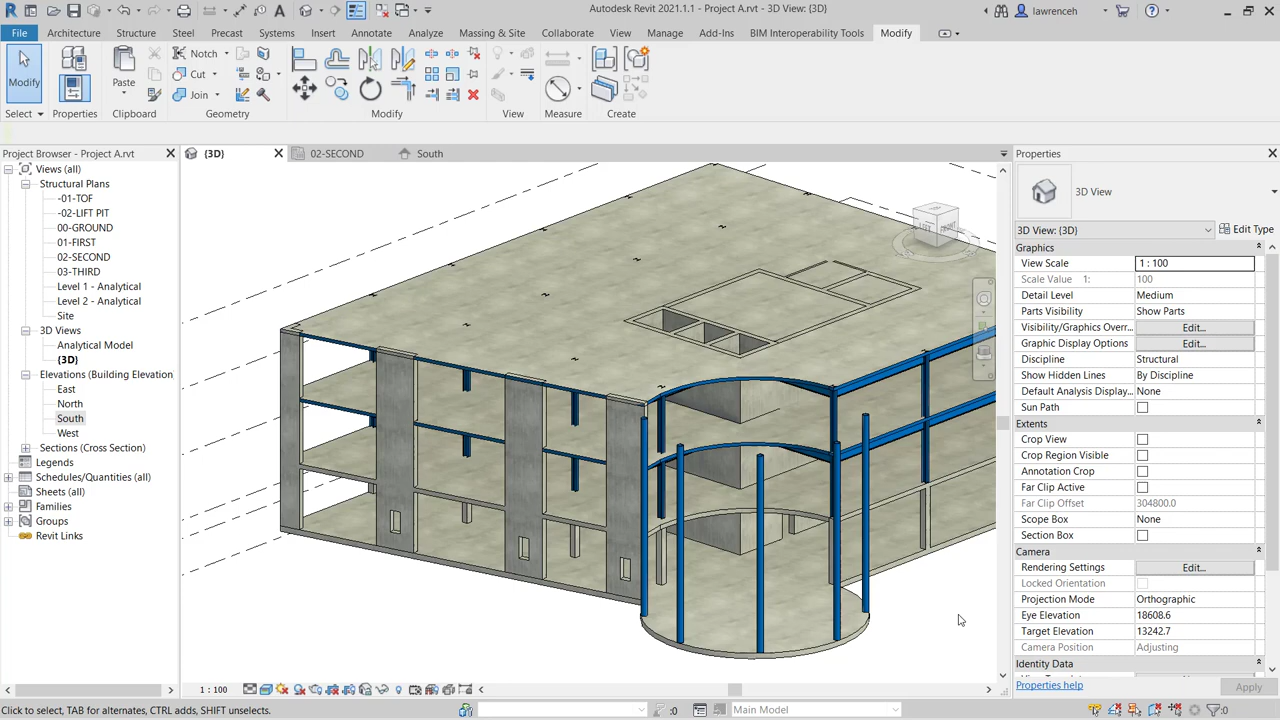 Autodesk Revit 2021.1.1 - Project A.rvt - 3D View: {3D}
lawrenceh
File Architecture Structure Steel Precast Systems Insert Annotate Analyze Massing & Site Collaborate View Manage Add-Ins BIM Interoperability Tools Modify
Modify
Paste
Notch
Cut
Join
Select Properties Clipboard Geometry Modify View Measure Create
Project Browser - Project A.rvt
{3D} 02-SECOND South
Properties
Views (all)
Structural Plans
-01-TOF
-02-LIFT PIT
00-GROUND
01-FIRST
02-SECOND
03-THIRD
Level 1 - Analytical
Level 2 - Analytical
Site
3D Views
Analytical Model
{3D}
Elevations (Building Elevation
East
North
South
West
Sections (Cross Section)
Legends
Schedules/Quantities (all)
Sheets (all)
Families
Groups
Revit Links
LEFT
FRONT
3D View
3D View: {3D} Edit Type
Graphics
View Scale 1 : 100
Scale Value 1: 100
Detail Level Medium
Parts Visibility Show Parts
Visibility/Graphics Overr... Edit...
Graphic Display Options Edit...
Discipline Structural
Show Hidden Lines By Discipline
Default Analysis Display... None
Sun Path
Extents
Crop View
Crop Region Visible
Annotation Crop
Far Clip Active
Far Clip Offset 304800.0
Scope Box None
Section Box
Camera
Rendering Settings Edit...
Locked Orientation
Projection Mode Orthographic
Eye Elevation 18608.6
Target Elevation 13242.7
Camera Position Adjusting
Identity Data
Properties help Apply
1 : 100
Click to select, TAB for alternates, CTRL adds, SHIFT unselects. :0 Main Model :0